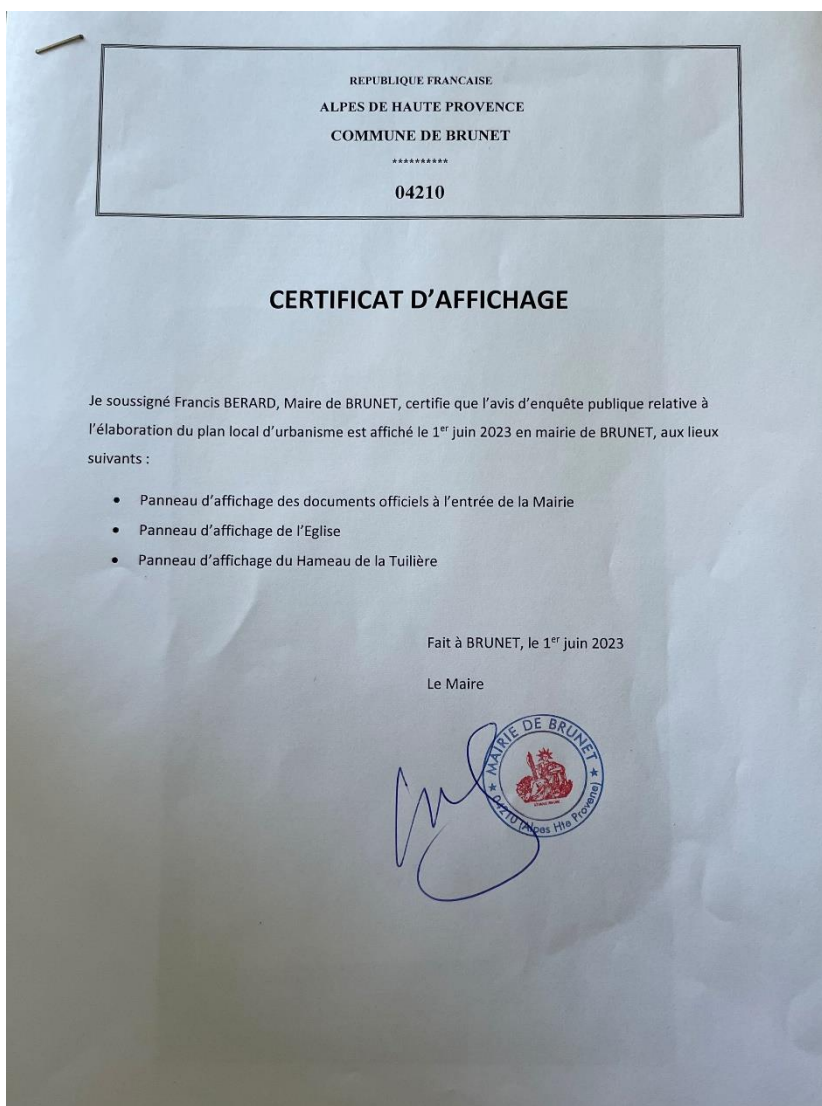 REPUBLIQUE FRANCAISE
ALPES DE HAUTE PROVENCE
COMMUNE DE BRUNET
**********
04210
CERTIFICAT D'AFFICHAGE
Je soussigné Francis BERARD, Maire de BRUNET, certifie que l'avis d'enquête publique relative à
l'élaboration du plan local d'urbanisme est affiché le 1er juin 2023 en mairie de BRUNET, aux lieux
suivants :
• Panneau d'affichage des documents officiels à l'entrée de la Mairie
• Panneau d'affichage de l'Eglise
• Panneau d'affichage du Hameau de la Tuilière
Fait à BRUNET, le 1er juin 2023
Le Maire
★ MAIRIE DE BRUNET ★
04210 (Alpes Hte Provene)